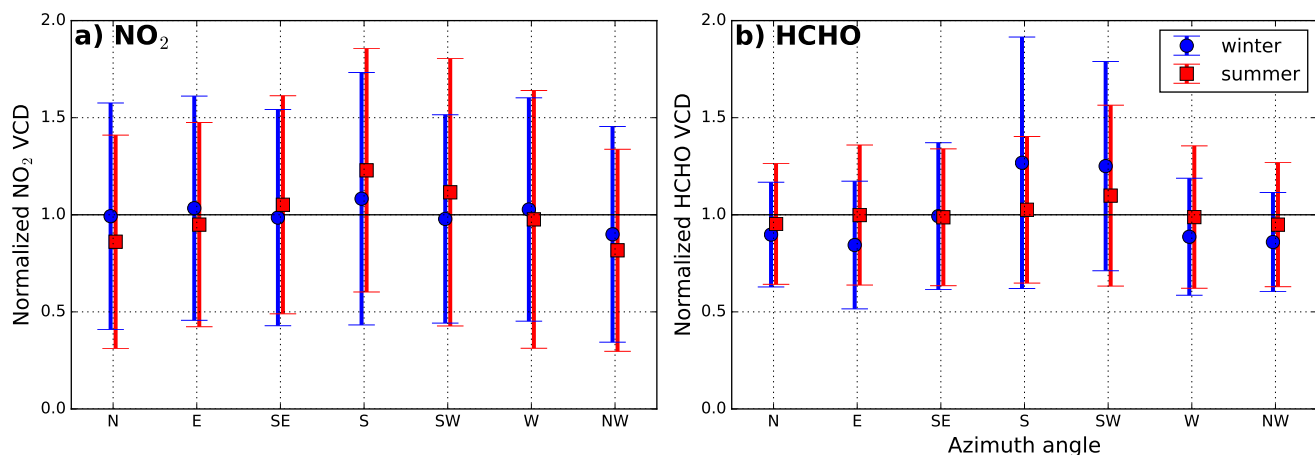 a) NO₂
Normalized NO₂ VCD
2.0
1.5
1.0
0.5
0.0
N E SE S SW W NW
b) HCHO
winter
summer
Normalized HCHO VCD
2.0
1.5
1.0
0.5
0.0
N E SE S SW W NW
Azimuth angle